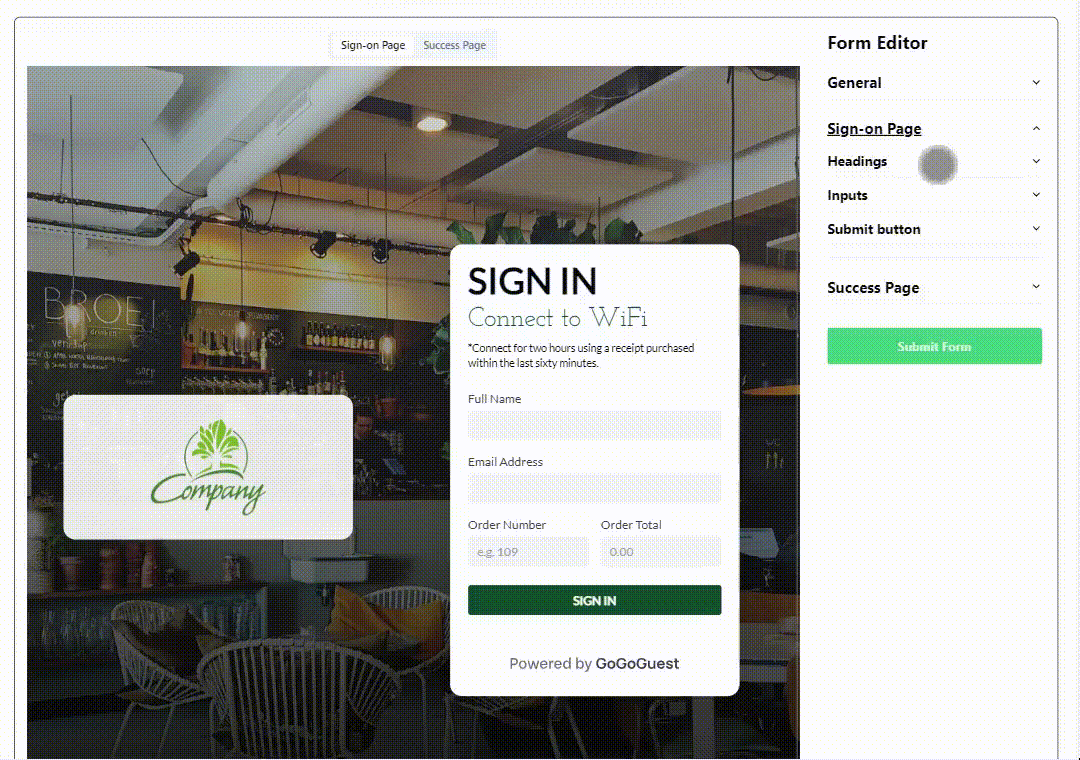 Sign-on Page
Success Page
Form Editor
General
Sign-on Page
Headings
Inputs
Submit button
Success Page
Submit Form
BROEI
SIGN IN
Connect to WiFi
*Connect for two hours using a receipt purchased
within the last sixty minutes.
Full Name
Email Address
Order Number
Order Total
e.g. 109
0.00
SIGN IN
Powered by GoGoGuest
Company